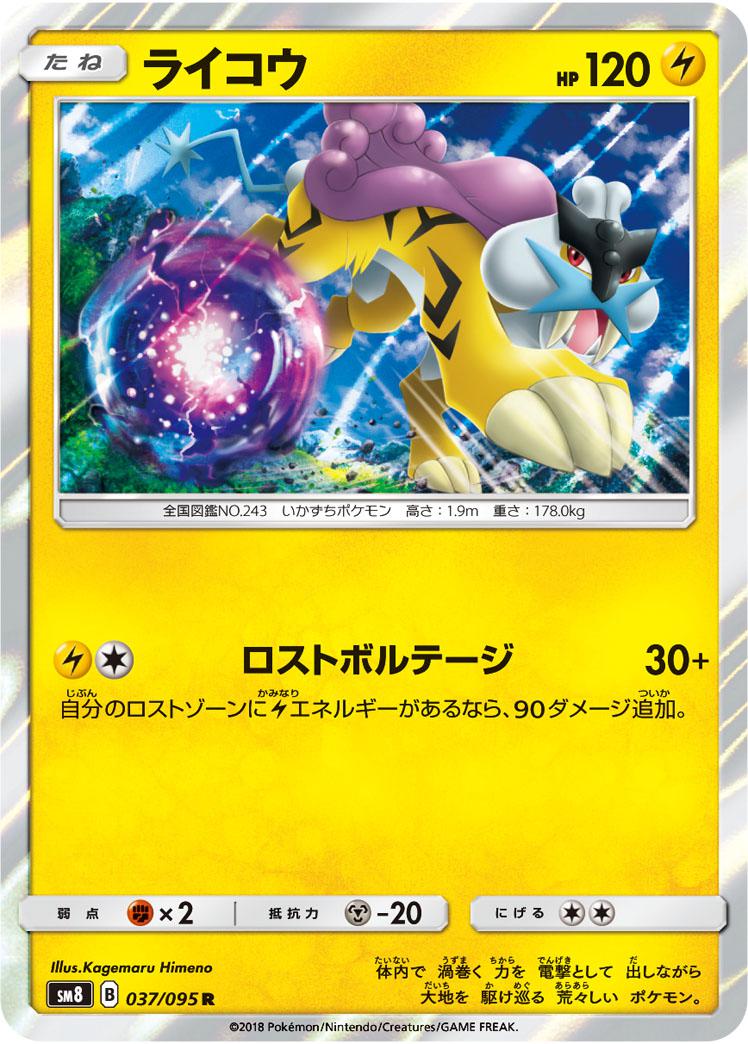 たね ライコウ HP 120
全国図鑑NO.243 いかずちポケモン 高さ：1.9m 重さ：178.0kg
ロストボルテージ 30+
じぶん かみなり ついか
自分のロストゾーンにエネルギーがあるなら、90ダメージ追加。
弱点 ×2 抵抗力 -20 にげる
Illus.Kagemaru Himeno
たいない うずま ちから でんげき だ
体内で 渦巻く 力を 電撃として 出しながら
だいち か めぐ あらあら
大地を 駆け巡る 荒々しい ポケモン。
SM8 B 037/095 R
©2018 Pokémon/Nintendo/Creatures/GAME FREAK.